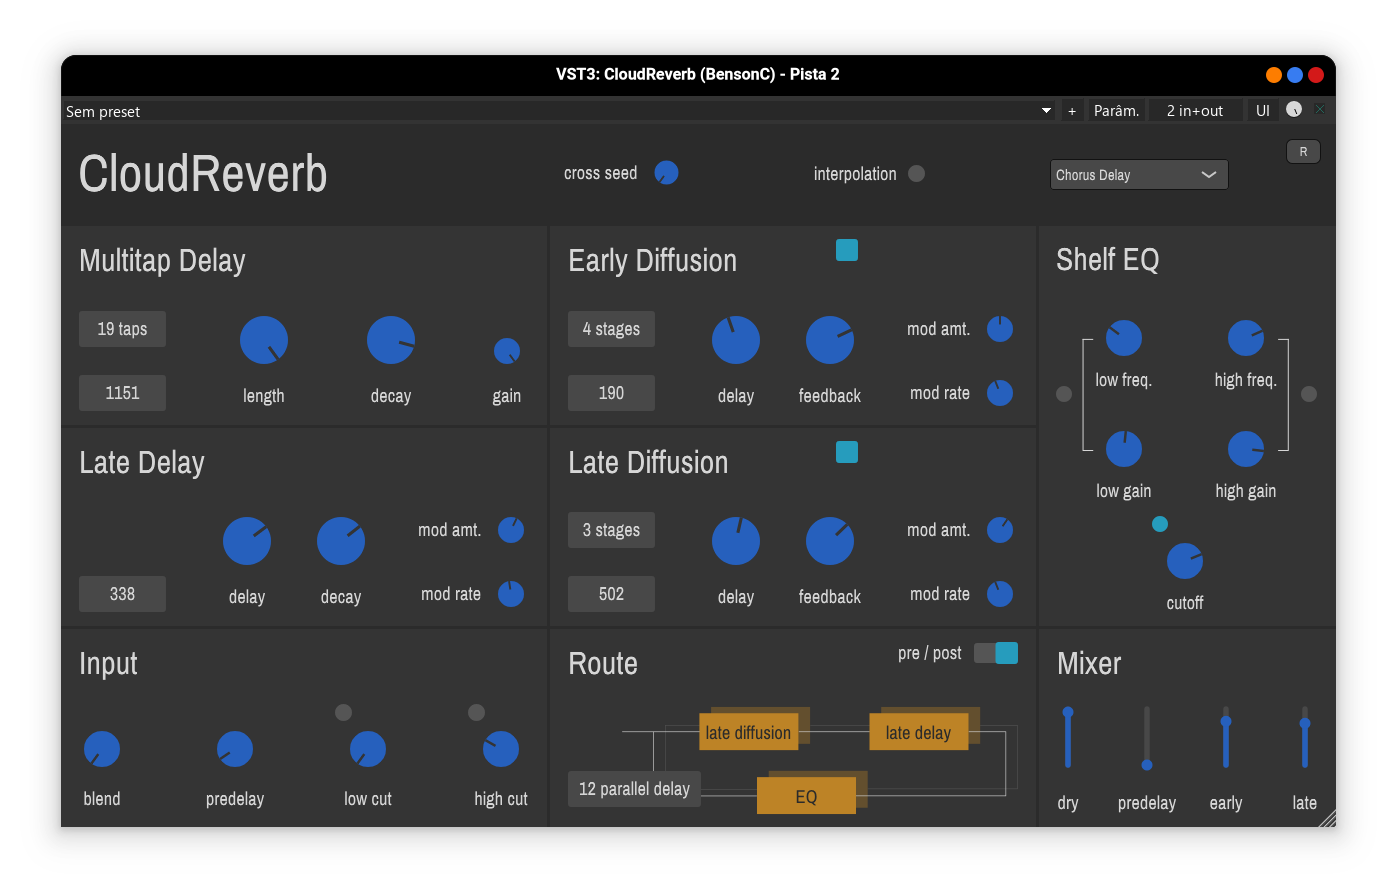 VST3: CloudReverb (BensonC) - Pista 2
Sem preset
+
Parâm.
2 in+out
UI
CloudReverb
cross seed
interpolation
Chorus Delay
R
Multitap Delay
19 taps
1151
length
decay
gain
Early Diffusion
4 stages
190
delay
feedback
mod amt.
mod rate
Shelf EQ
low freq.
high freq.
low gain
high gain
cutoff
Late Delay
338
delay
decay
mod amt.
mod rate
Late Diffusion
3 stages
502
delay
feedback
mod amt.
mod rate
Input
blend
predelay
low cut
high cut
Route
pre / post
late diffusion
late delay
12 parallel delay
EQ
Mixer
dry
predelay
early
late